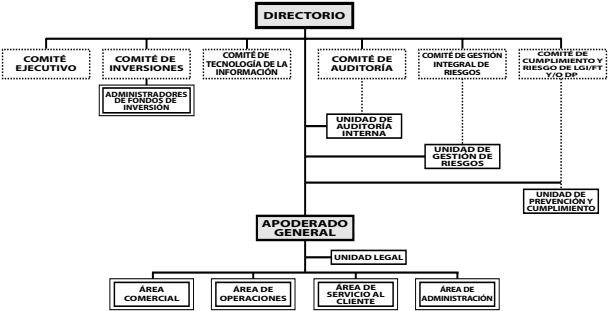 DIRECTORIO
COMITÉ
EJECUTIVO
COMITÉ DE
INVERSIONES
COMITÉ DE
TECNOLOGÍA DE LA
INFORMACIÓN
COMITÉ DE
AUDITORÍA
COMITÉ DE GESTIÓN
INTEGRAL DE
RIESGOS
COMITÉ DE
CUMPLIMIENTO Y
RIESGO DE LGI/FT
Y/O DP
ADMINISTRADORES
DE FONDOS DE
INVERSIÓN
UNIDAD DE
AUDITORÍA
INTERNA
UNIDAD DE
GESTIÓN DE
RIESGOS
UNIDAD DE
PREVENCIÓN Y
CUMPLIMIENTO
APODERADO
GENERAL
UNIDAD LEGAL
ÁREA
COMERCIAL
ÁREA DE
OPERACIONES
ÁREA DE
SERVICIO AL
CLIENTE
ÁREA DE
ADMINISTRACIÓN